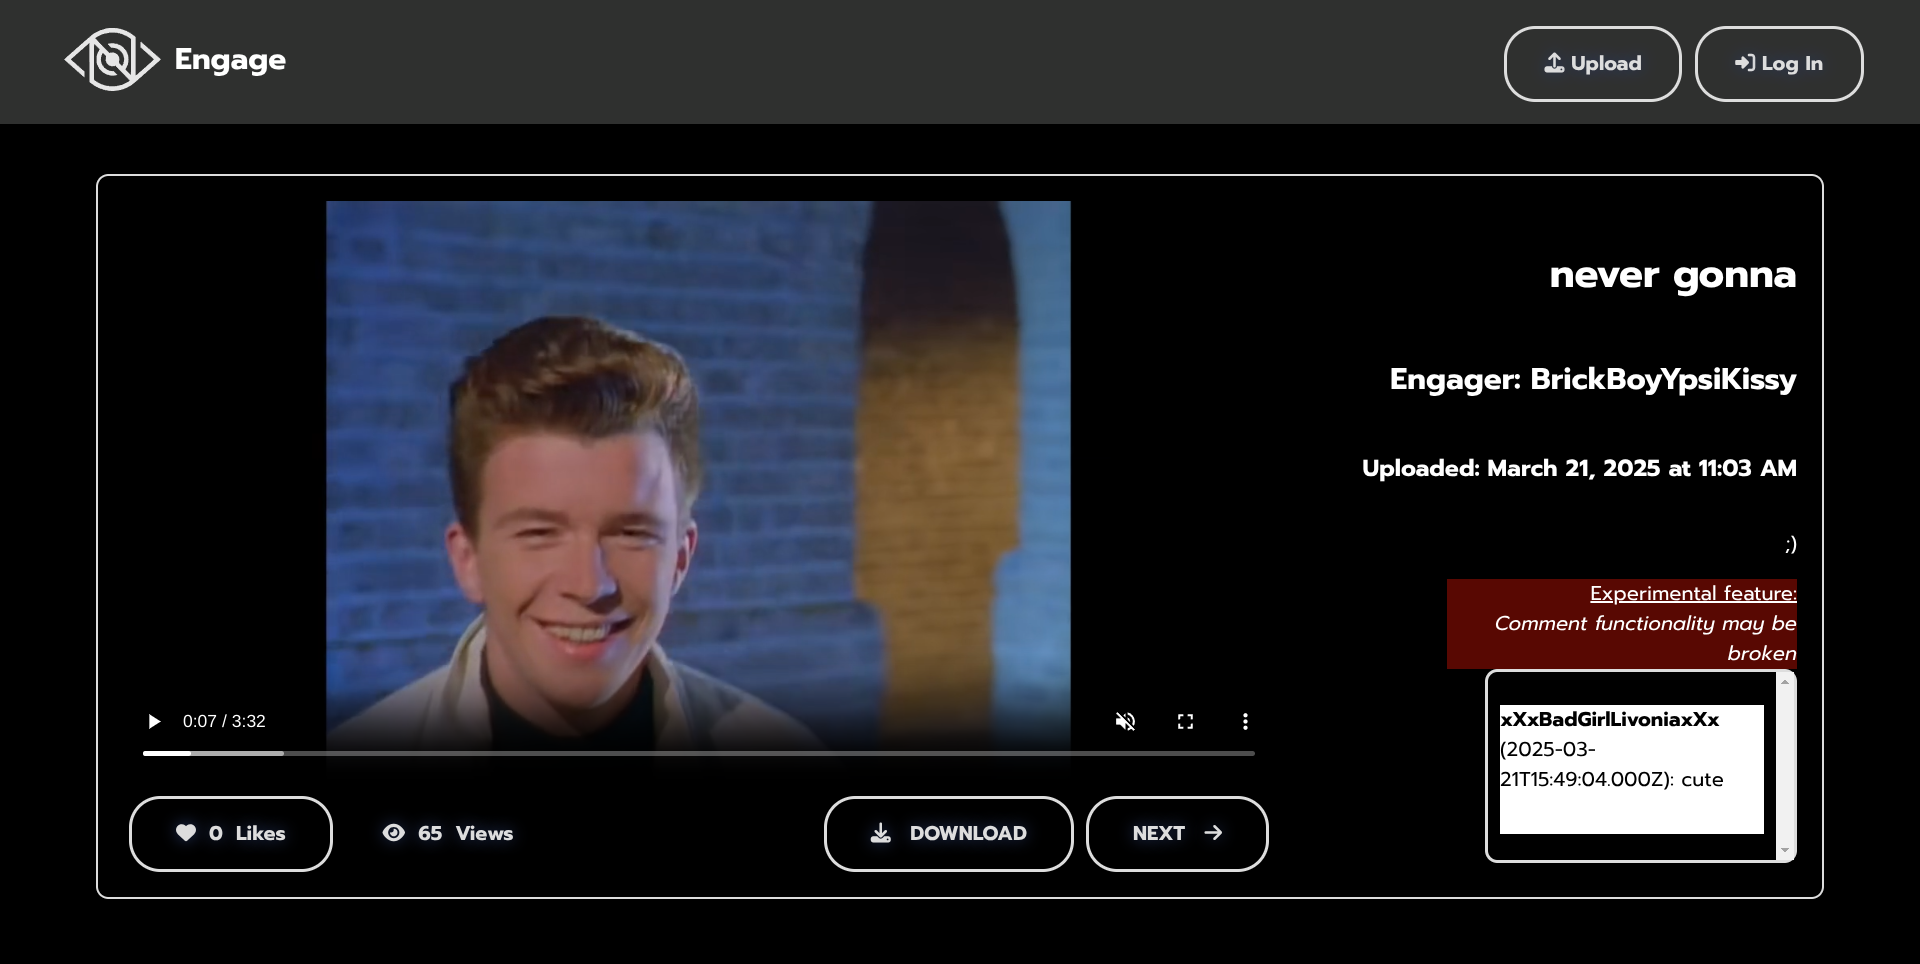 Engage
Upload
Log In
never gonna
Engager: BrickBoyYpsiKissy
Uploaded: March 21, 2025 at 11:03 AM
;)
Experimental feature:
Comment functionality may be
broken
xXxBadGirlLivoniaxXx
(2025-03-
21T15:49:04.000Z): cute
0:07 / 3:32
0 Likes
65 Views
DOWNLOAD
NEXT